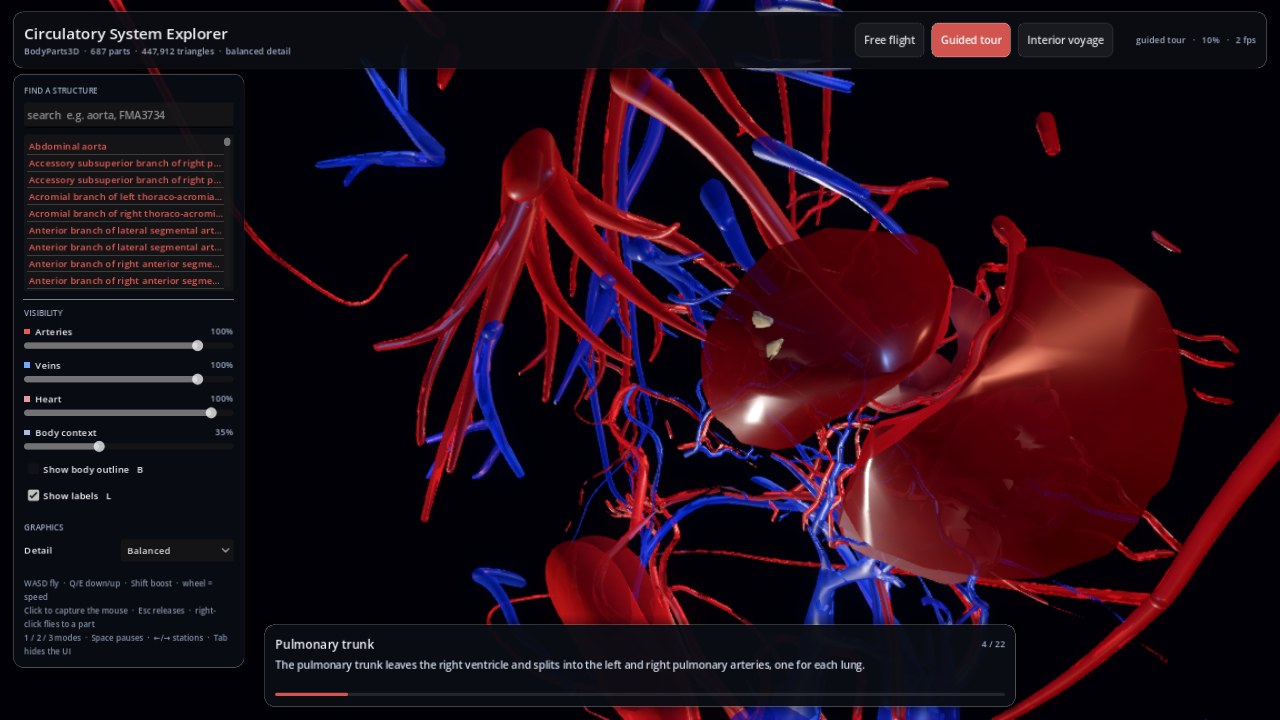 Circulatory System Explorer
BodyParts3D · 687 parts · 447,912 triangles · balanced detail
Free flight
Guided tour
Interior voyage
guided tour · 10% · 2 fps
FIND A STRUCTURE
search e.g. aorta, FMA3734
Abdominal aorta
Accessory subsuperior branch of right p...
Accessory subsuperior branch of right p...
Acromial branch of left thoraco-acromia...
Acromial branch of right thoraco-acromi...
Anterior branch of lateral segmental art...
Anterior branch of lateral segmental art...
Anterior branch of right anterior segme...
Anterior branch of right anterior segme...
VISIBILITY
Arteries 100%
Veins 100%
Heart 100%
Body context 35%
Show body outline B
Show labels L
GRAPHICS
Detail Balanced
WASD fly · Q/E down/up · Shift boost · wheel =
speed
Click to capture the mouse · Esc releases · right-
click flies to a part
1 / 2 / 3 modes · Space pauses · ←/→ stations · Tab
hides the UI
Pulmonary trunk
4 / 22
The pulmonary trunk leaves the right ventricle and splits into the left and right pulmonary arteries, one for each lung.